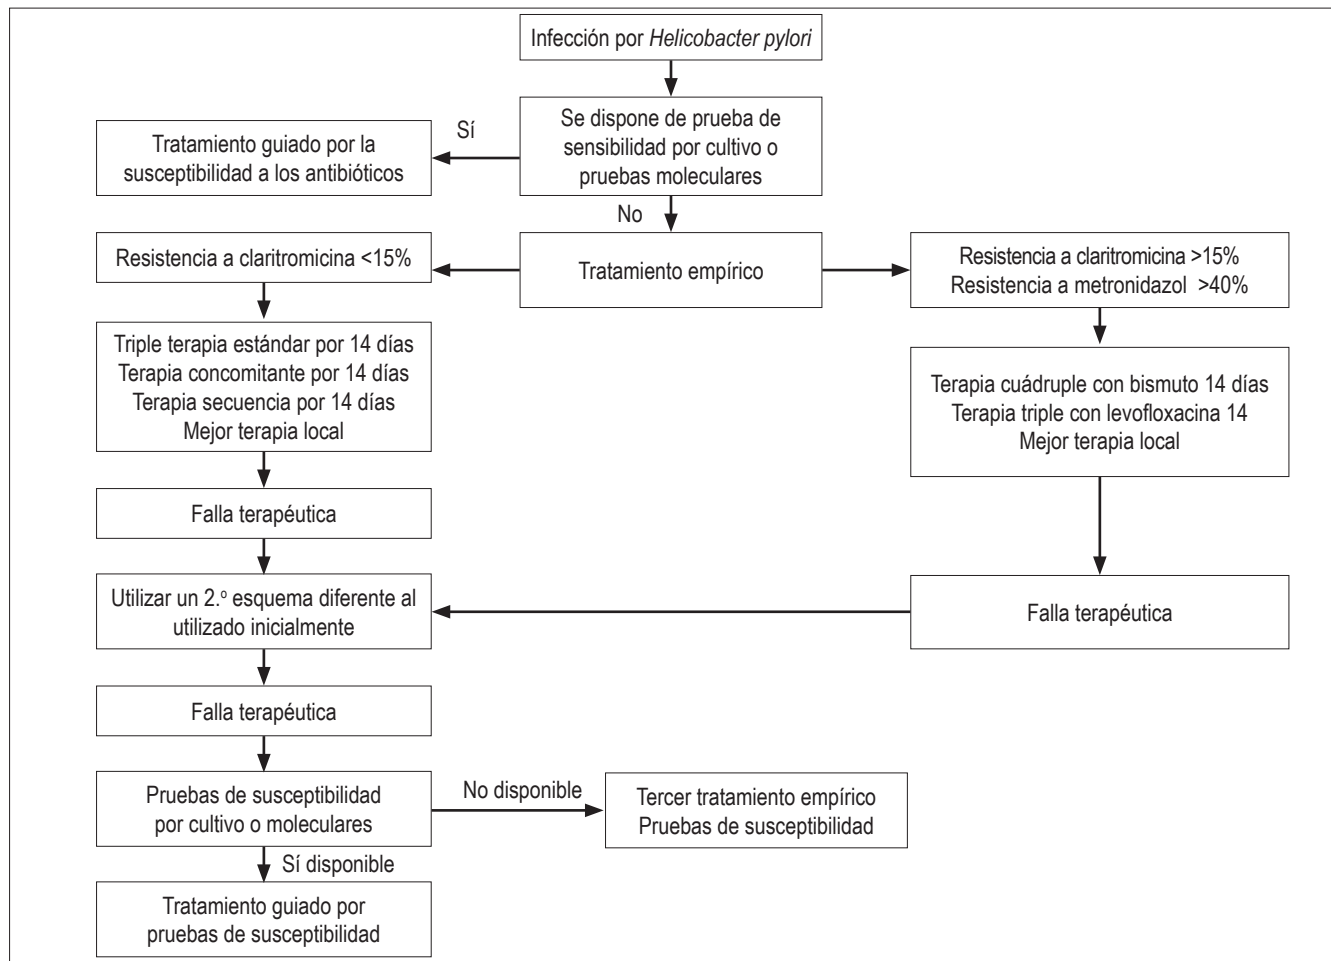 Infección por Helicobacter pylori
Se dispone de prueba de
sensibilidad por cultivo o
pruebas moleculares
Sí
Tratamiento guiado por la
susceptibilidad a los antibióticos
No
Resistencia a claritromicina <15%
Tratamiento empírico
Resistencia a claritromicina >15%
Resistencia a metronidazol >40%
Triple terapia estándar por 14 días
Terapia concomitante por 14 días
Terapia secuencia por 14 días
Mejor terapia local
Terapia cuádruple con bismuto 14 días
Terapia triple con levofloxacina 14
Mejor terapia local
Falla terapéutica
Utilizar un 2.º esquema diferente al
utilizado inicialmente
Falla terapéutica
Falla terapéutica
Pruebas de susceptibilidad
por cultivo o moleculares
No disponible
Tercer tratamiento empírico
Pruebas de susceptibilidad
Sí disponible
Tratamiento guiado por
pruebas de susceptibilidad